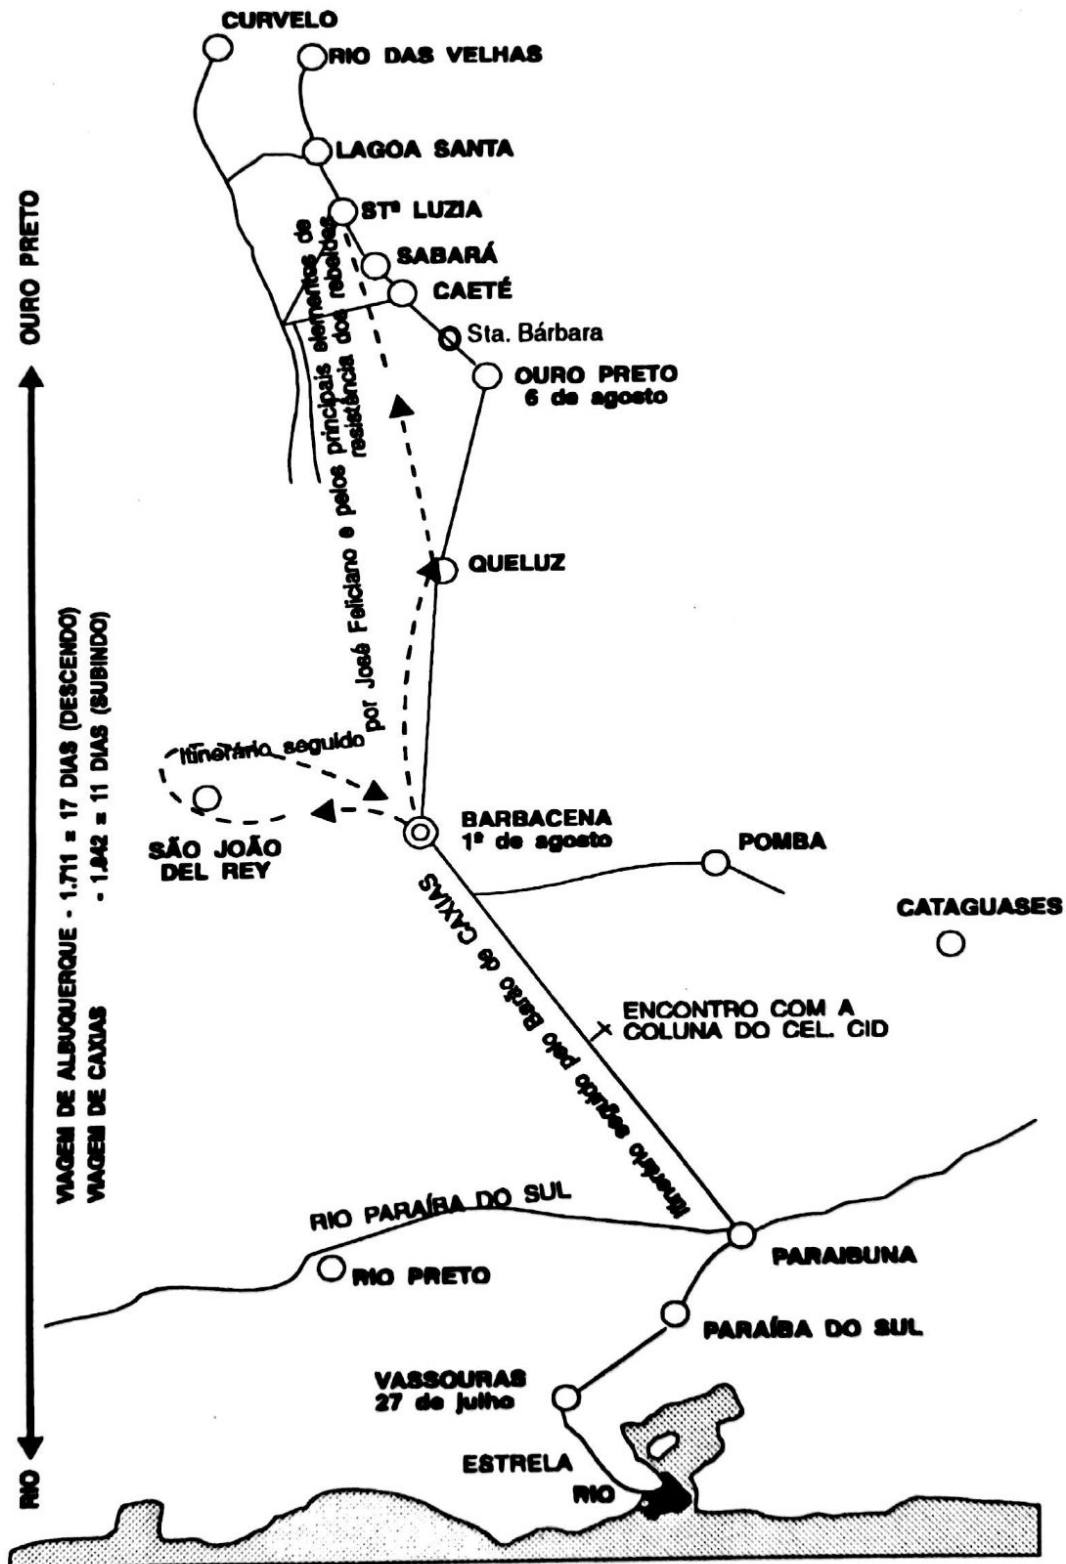 CURVELO
RIO DAS VELHAS
LAGOA SANTA
STª LUZIA
SABARÁ
CAETÉ
Sta. Bárbara
OURO PRETO
6 de agosto
QUELUZ
BARBACENA
1º de agosto
SÃO JOÃO
DEL REY
POMBA
CATAGUASES
ENCONTRO COM A
COLUNA DO CEL. CID
RIO PARAÍBA DO SUL
RIO PRETO
PARAIBUNA
PARAÍBA DO SUL
VASSOURAS
27 de julho
ESTRELA
RIO
Itinerário seguido por José Feliciano e pelos principais elementos de
resistência dos rebeldes
Itinerário seguido pelo Barão de CAXIAS
OURO PRETO
RIO
VIAGEM DE ALBUQUERQUE - 1.711 = 17 DIAS (DESCENDO)
VIAGEM DE CAXIAS - 1.842 = 11 DIAS (SUBINDO)